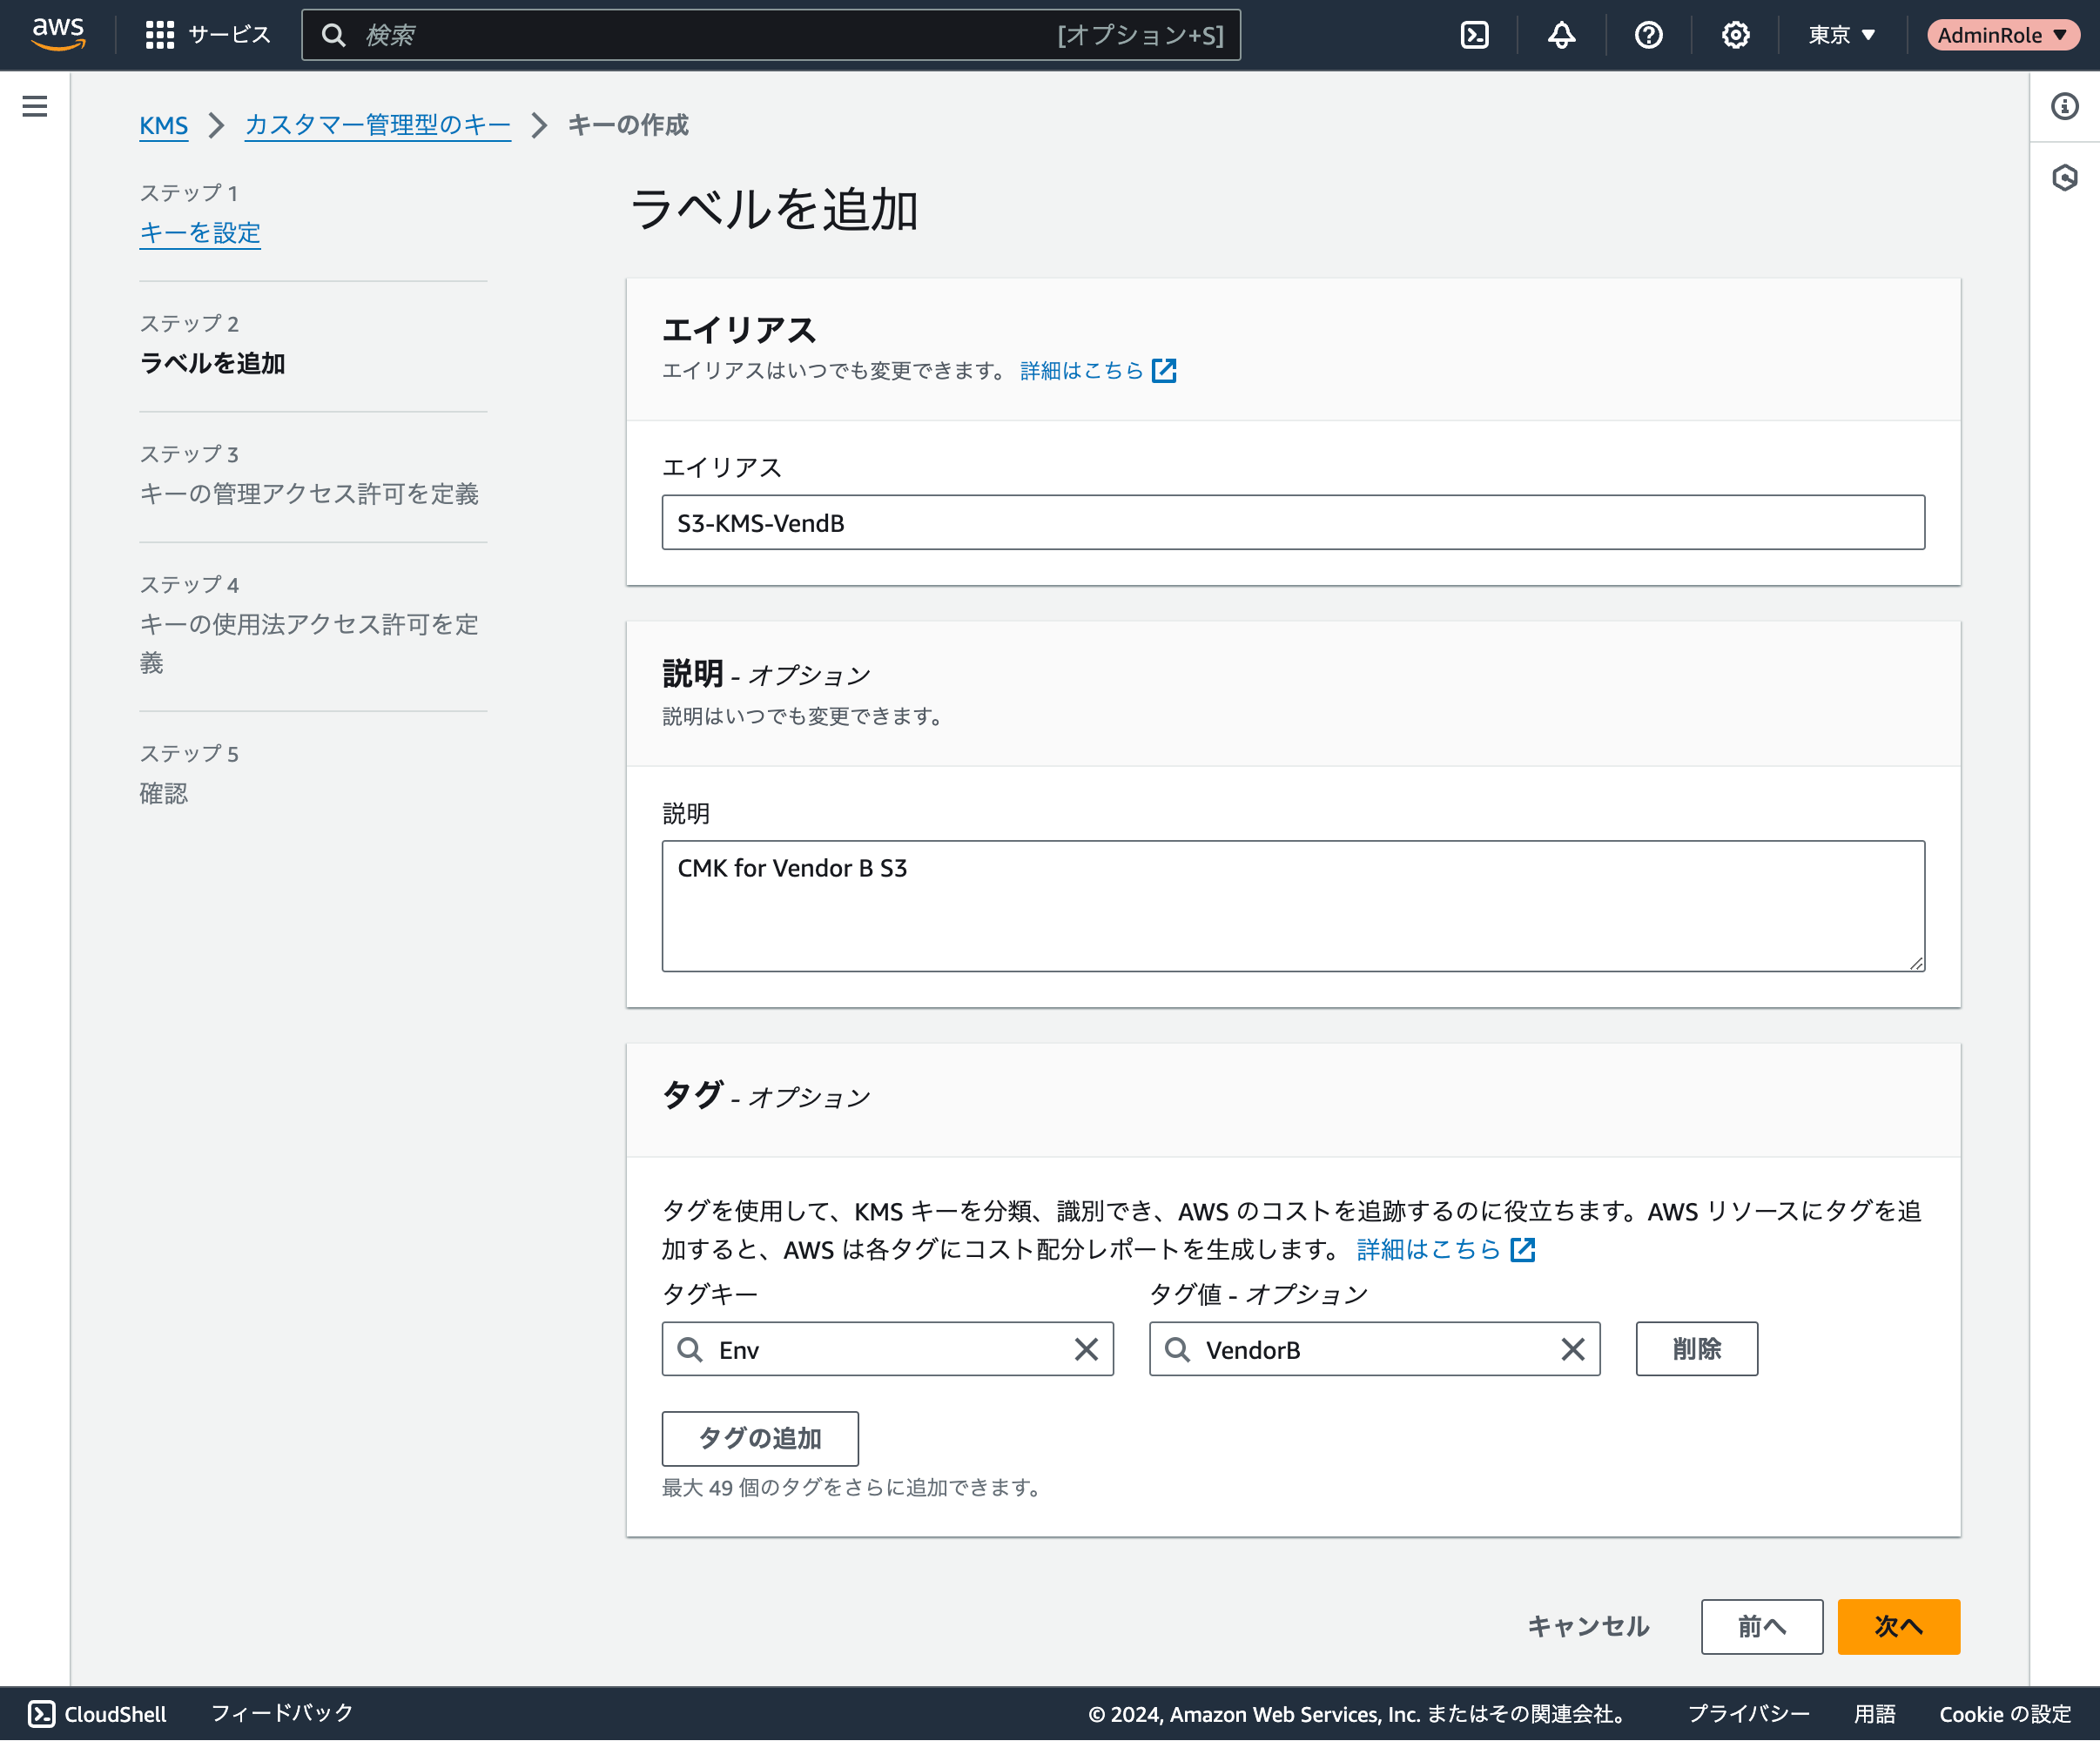 aws
サービス
検索
[オプション+S]
東京
AdminRole
KMS
カスタマー管理型のキー
キーの作成
ステップ 1
キーを設定
ステップ 2
ラベルを追加
ステップ 3
キーの管理アクセス許可を定義
ステップ 4
キーの使用法アクセス許可を定
義
ステップ 5
確認
ラベルを追加
エイリアス
エイリアスはいつでも変更できます。 詳細はこちら
エイリアス
S3-KMS-VendB
説明 - オプション
説明はいつでも変更できます。
説明
CMK for Vendor B S3
タグ - オプション
タグを使用して、KMS キーを分類、識別でき、AWS のコストを追跡するのに役立ちます。AWS リソースにタグを追
加すると、AWS は各タグにコスト配分レポートを生成します。 詳細はこちら
タグキー
タグ値 - オプション
Env
VendorB
削除
タグの追加
最大 49 個のタグをさらに追加できます。
キャンセル
前へ
次へ
CloudShell
フィードバック
© 2024, Amazon Web Services, Inc. またはその関連会社。
プライバシー
用語
Cookie の設定